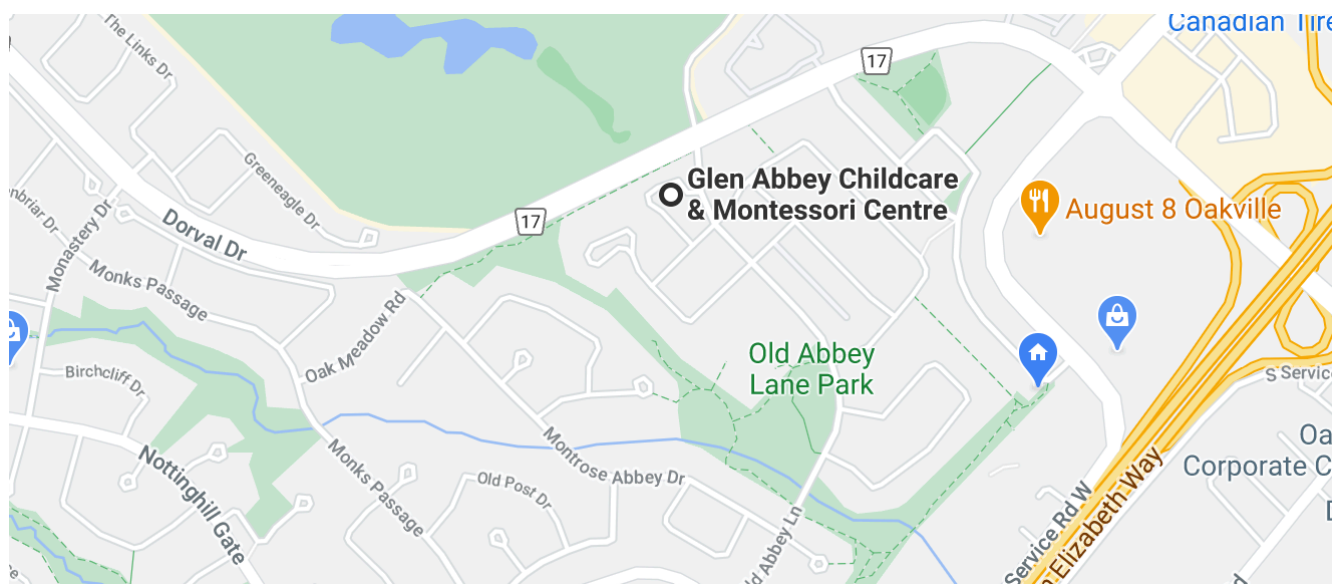 Canadian Tire
The Links Dr
17
Greeneagle Dr
Glen Abbey Childcare
& Montessori Centre
August 8 Oakville
Monastery Dr
Dorval Dr
17
Monks Passage
Oak Meadow Rd
Old Abbey
Lane Park
Birchcliff Dr
S Service
Nottinghill Gate
Monks Passage
Montrose Abbey Dr
Old Post Dr
Corporate C
Service Rd W
Elizabeth Way
Abbey Ln